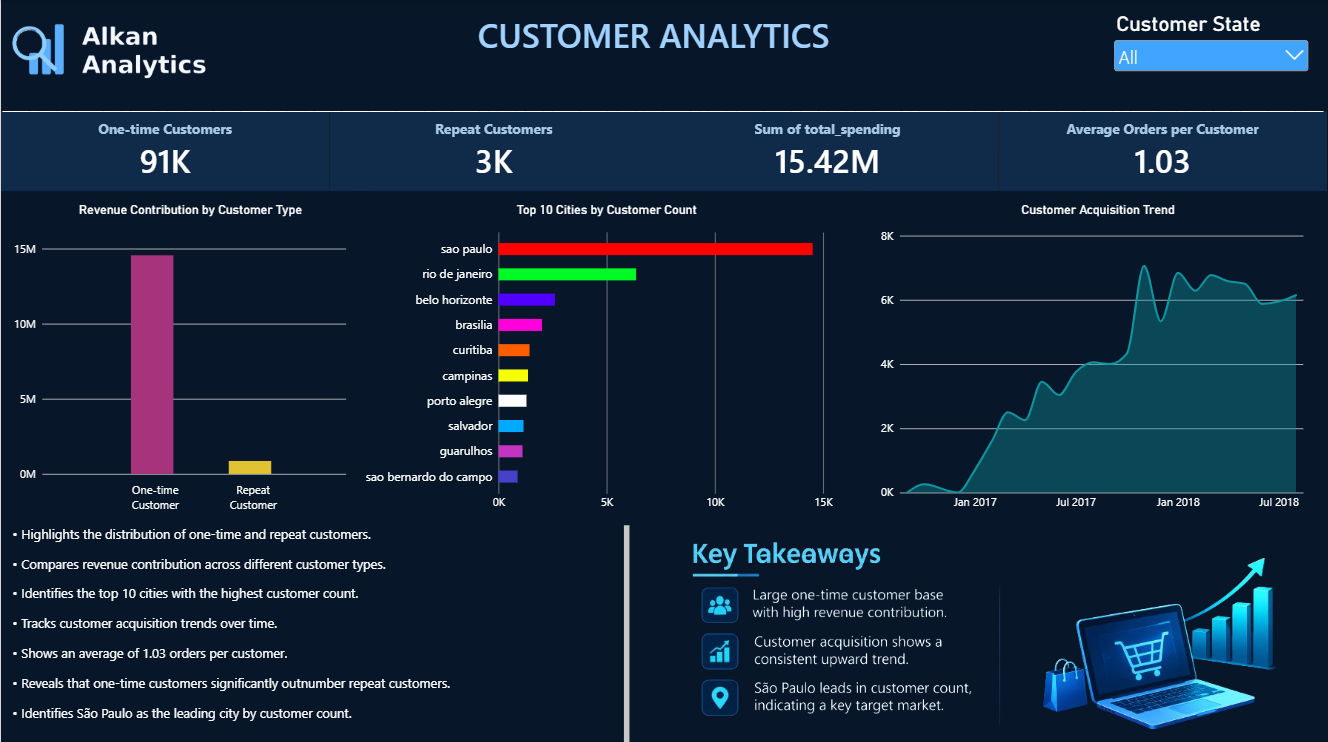 Alkan
Analytics
CUSTOMER ANALYTICS
Customer State
All
One-time Customers
91K
Repeat Customers
3K
Sum of total_spending
15.42M
Average Orders per Customer
1.03
Revenue Contribution by Customer Type
15M
10M
5M
0M
One-time
Customer
Repeat
Customer
Top 10 Cities by Customer Count
sao paulo
rio de janeiro
belo horizonte
brasilia
curitiba
campinas
porto alegre
salvador
guarulhos
sao bernardo do campo
0K
5K
10K
15K
Customer Acquisition Trend
8K
6K
4K
2K
0K
Jan 2017
Jul 2017
Jan 2018
Jul 2018
• Highlights the distribution of one-time and repeat customers.
• Compares revenue contribution across different customer types.
• Identifies the top 10 cities with the highest customer count.
• Tracks customer acquisition trends over time.
• Shows an average of 1.03 orders per customer.
• Reveals that one-time customers significantly outnumber repeat customers.
• Identifies São Paulo as the leading city by customer count.
Key Takeaways
Large one-time customer base
with high revenue contribution.
Customer acquisition shows a
consistent upward trend.
São Paulo leads in customer count,
indicating a key target market.